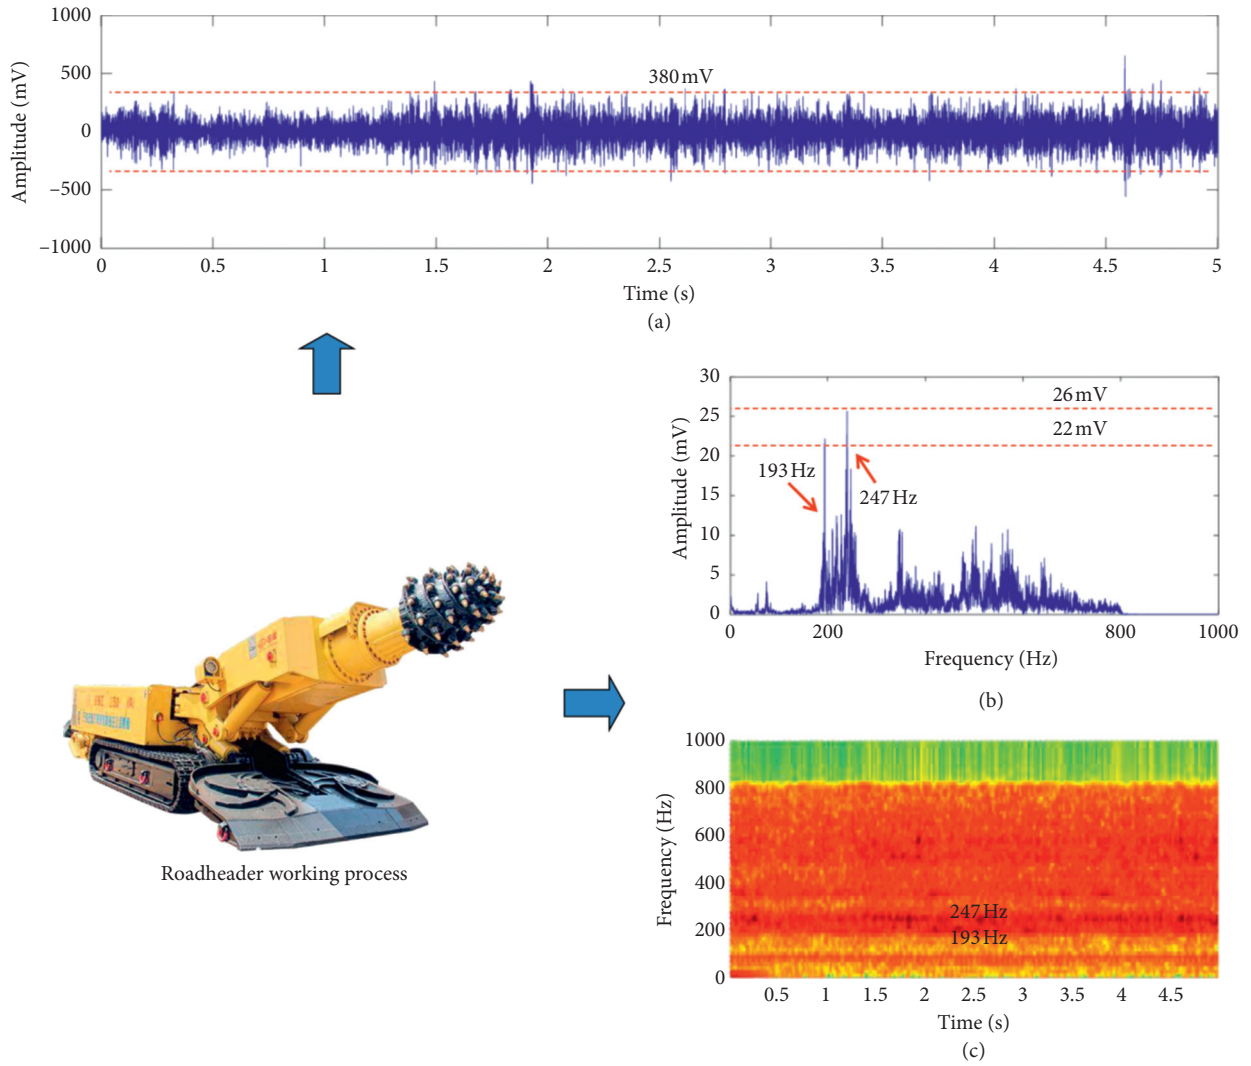 1000
500
0
−500
−1000
Amplitude (mV)
380 mV
0 0.5 1 1.5 2 2.5 3 3.5 4 4.5 5
Time (s)
(a)
30
25
20
15
10
5
0
Amplitude (mV)
26 mV
22 mV
193 Hz
247 Hz
0 200 800 1000
Frequency (Hz)
(b)
Roadheader working process
1000
800
600
400
200
0
Frequency (Hz)
247 Hz
193 Hz
0.5 1 1.5 2 2.5 3 3.5 4 4.5
Time (s)
(c)